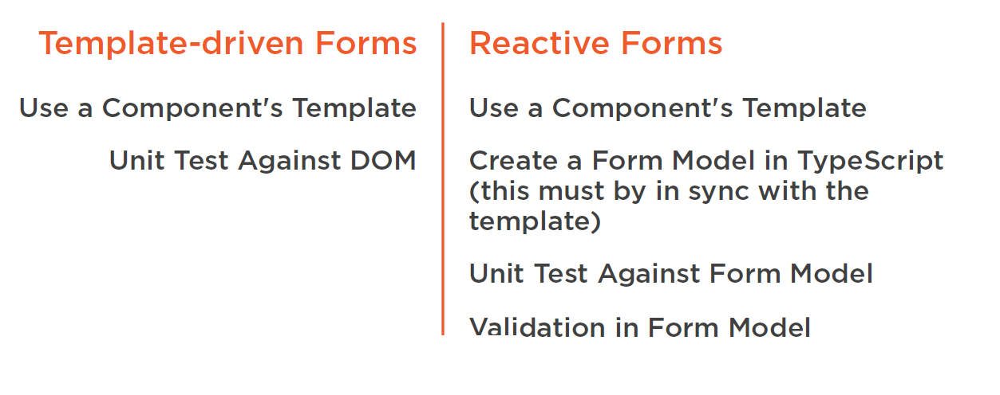 Template-driven Forms
Use a Component's Template
Unit Test Against DOM
Reactive Forms
Use a Component's Template
Create a Form Model in TypeScript
(this must by in sync with the
template)
Unit Test Against Form Model
Validation in Form Model